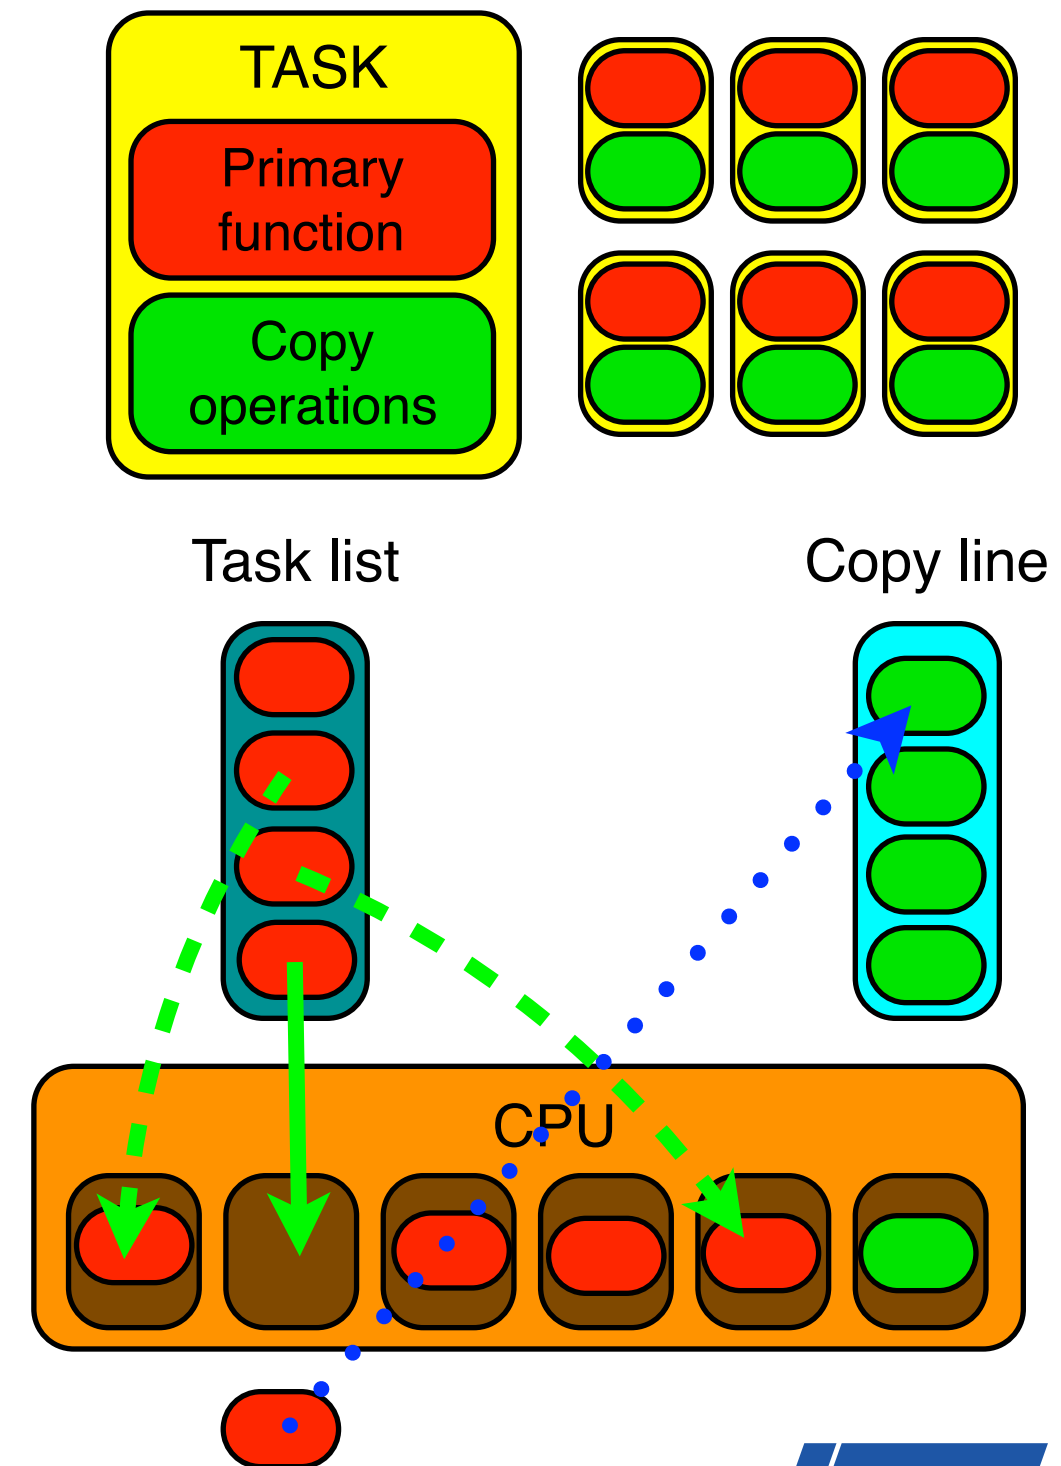 TASK
Primary
function
Copy
operations
Task list
Copy line
CPU